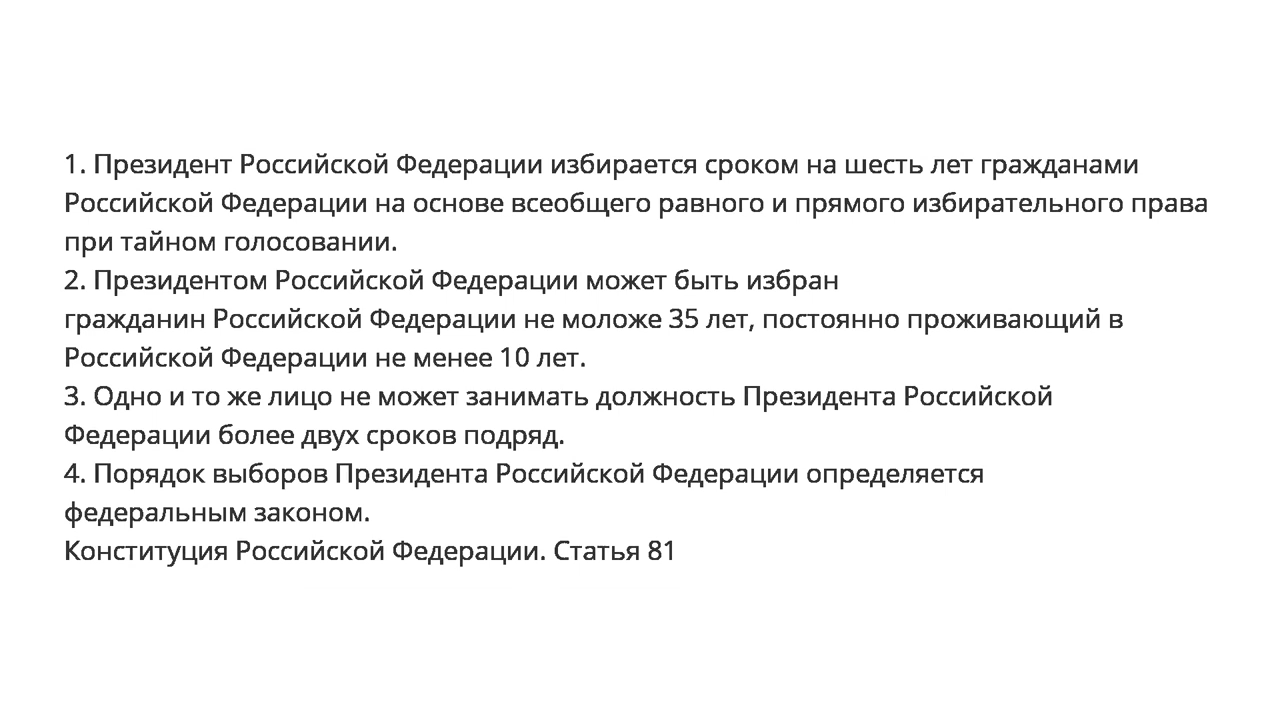 1. Президент Российской Федерации избирается сроком на шесть лет гражданами
Российской Федерации на основе всеобщего равного и прямого избирательного права
при тайном голосовании.
2. Президентом Российской Федерации может быть избран
гражданин Российской Федерации не моложе 35 лет, постоянно проживающий в
Российской Федерации не менее 10 лет.
3. Одно и то же лицо не может занимать должность Президента Российской
Федерации более двух сроков подряд.
4. Порядок выборов Президента Российской Федерации определяется
федеральным законом.
Конституция Российской Федерации. Статья 81